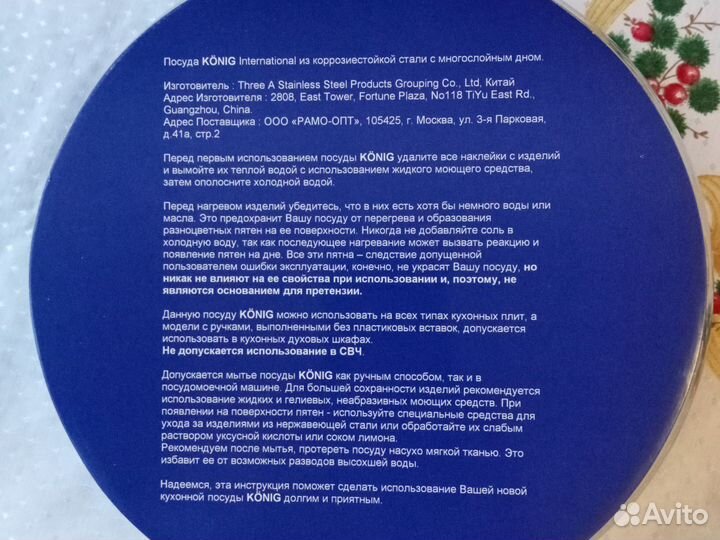 Посуда KÖNIG International из коррозиестойкой стали с многослойным дном.
Изготовитель : Three A Stainless Steel Products Grouping Co., Ltd, Китай
Адрес Изготовителя : 2808, East Tower, Fortune Plaza, No118 TiYu East Rd.,
Guangzhou, China.
Адрес Поставщика : ООО «РАМО-ОПТ», 105425, г. Москва, ул. 3-я Парковая,
д.41а, стр.2
Перед первым использованием посуды KÖNIG удалите все наклейки с изделий
и вымойте их теплой водой с использованием жидкого моющего средства,
затем ополосните холодной водой.
Перед нагревом изделий убедитесь, что в них есть хотя бы немного воды или
масла. Это предохранит Вашу посуду от перегрева и образования
разноцветных пятен на ее поверхности. Никогда не добавляйте соль в
холодную воду, так как последующее нагревание может вызвать реакцию и
появление пятен на дне. Все эти пятна – следствие допущенной
пользователем ошибки эксплуатации, конечно, не украсят Вашу посуду, но
никак не влияют на ее свойства при использовании и, поэтому, не
являются основанием для претензии.
Данную посуду KÖNIG можно использовать на всех типах кухонных плит, а
модели с ручками, выполненными без пластиковых вставок, допускается
использовать в кухонных духовых шкафах.
Не допускается использование в СВЧ.
Допускается мытье посуды KÖNIG как ручным способом, так и в
посудомоечной машине. Для большей сохранности изделий рекомендуется
использование жидких и гелиевых, неабразивных моющих средств. При
появлении на поверхности пятен - используйте специальные средства для
ухода за изделиями из нержавеющей стали или обработайте их слабым
раствором уксусной кислоты или соком лимона.
Рекомендуем после мытья, протереть посуду насухо мягкой тканью. Это
избавит ее от возможных разводов высохшей воды.
Надеемся, эта инструкция поможет сделать использование Вашей новой
кухонной посуды KÖNIG долгим и приятным.
Avito